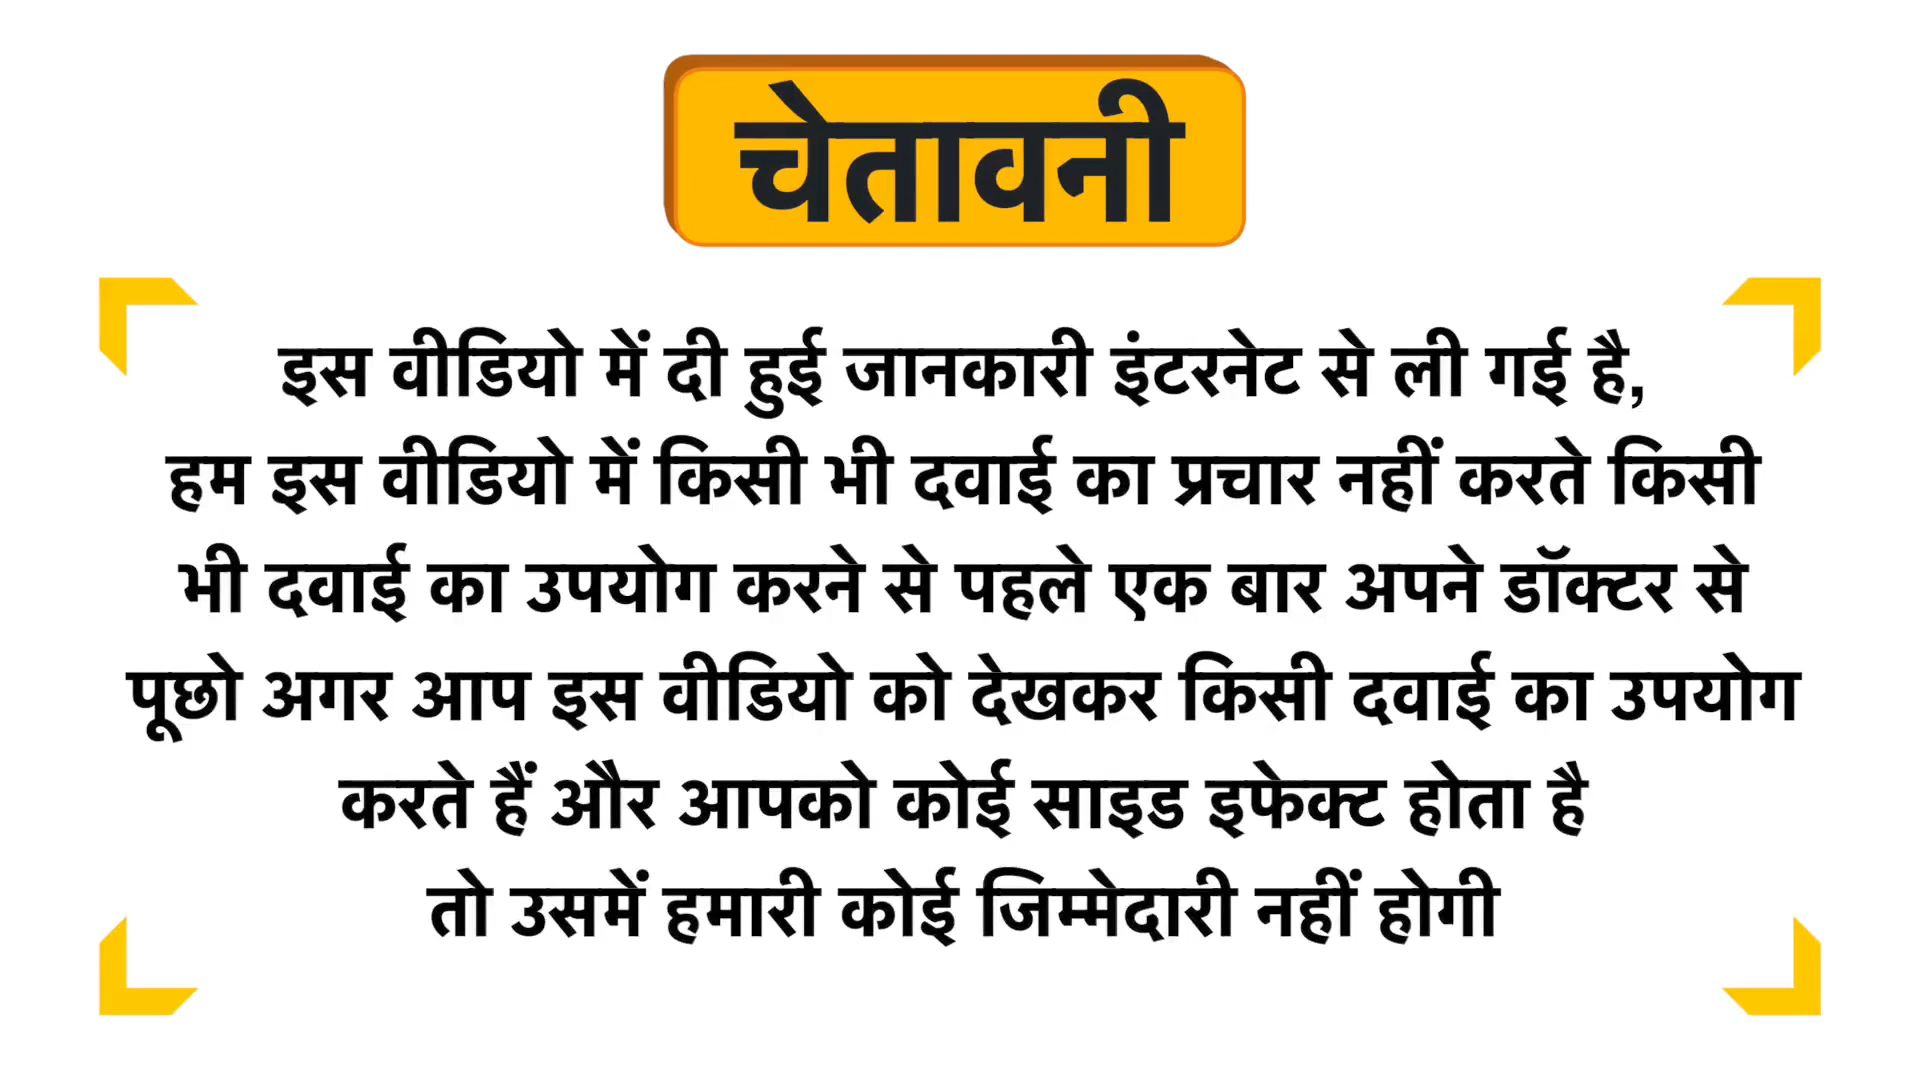 चेतावनी
इस वीडियो में दी हुई जानकारी इंटरनेट से ली गई है,
हम इस वीडियो में किसी भी दवाई का प्रचार नहीं करते किसी
भी दवाई का उपयोग करने से पहले एक बार अपने डॉक्टर से
पूछो अगर आप इस वीडियो को देखकर किसी दवाई का उपयोग
करते हैं और आपको कोई साइड इफेक्ट होता है
तो उसमें हमारी कोई जिम्मेदारी नहीं होगी